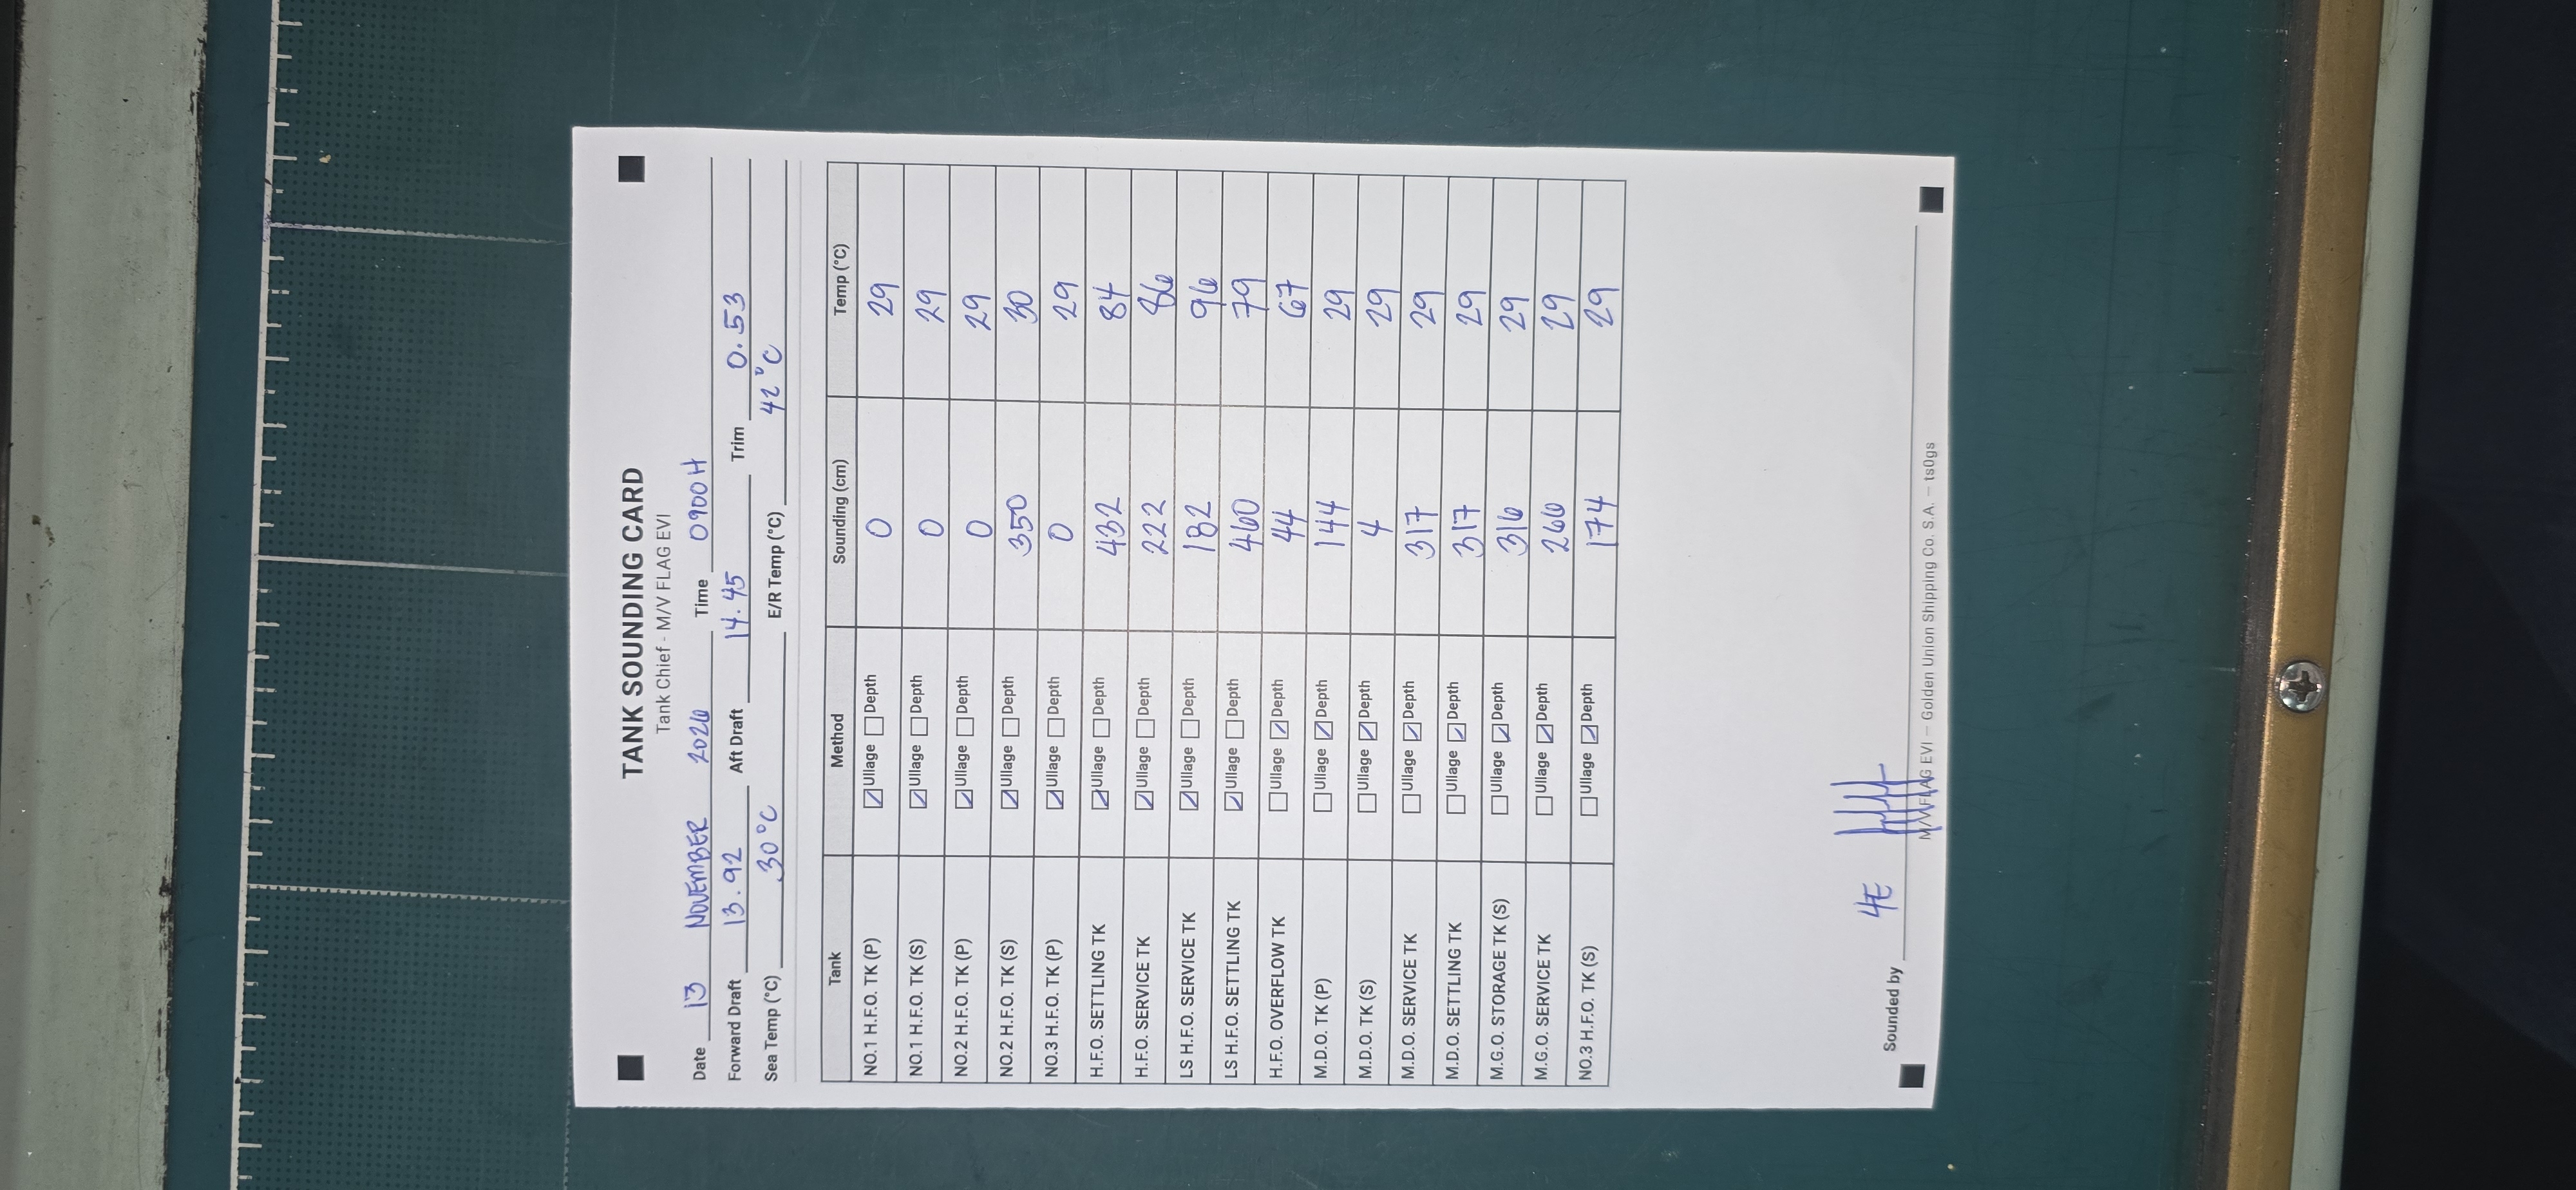 TANK SOUNDING CARD
Tank Chief - M/V FLAG EVI
Date 13 NOVEMBER 2026 Time 0900H
Forward Draft 13.92 Aft Draft 14.45 Trim 0.53
Sea Temp (°C) 30°C E/R Temp (°C) 42°C
Tank Method Sounding (cm) Temp (°C)
NO.1 H.F.O. TK (P) Ullage Depth 0 29
NO.1 H.F.O. TK (S) Ullage Depth 0 29
NO.2 H.F.O. TK (P) Ullage Depth 0 29
NO.2 H.F.O. TK (S) Ullage Depth 350 30
NO.3 H.F.O. TK (P) Ullage Depth 0 29
H.F.O. SETTLING TK Ullage Depth 432 84
H.F.O. SERVICE TK Ullage Depth 222 86
LS H.F.O. SERVICE TK Ullage Depth 182 96
LS H.F.O. SETTLING TK Ullage Depth 460 79
H.F.O. OVERFLOW TK Ullage Depth 44 67
M.D.O. TK (P) Ullage Depth 144 29
M.D.O. TK (S) Ullage Depth 4 29
M.D.O. SERVICE TK Ullage Depth 317 29
M.D.O. SETTLING TK Ullage Depth 317 29
M.G.O. STORAGE TK (S) Ullage Depth 316 29
M.G.O. SERVICE TK Ullage Depth 266 29
NO.3 H.F.O. TK (S) Ullage Depth 174 29
Sounded by 4E
M/V FLAG EVI — Golden Union Shipping Co. S.A. — ts0gs